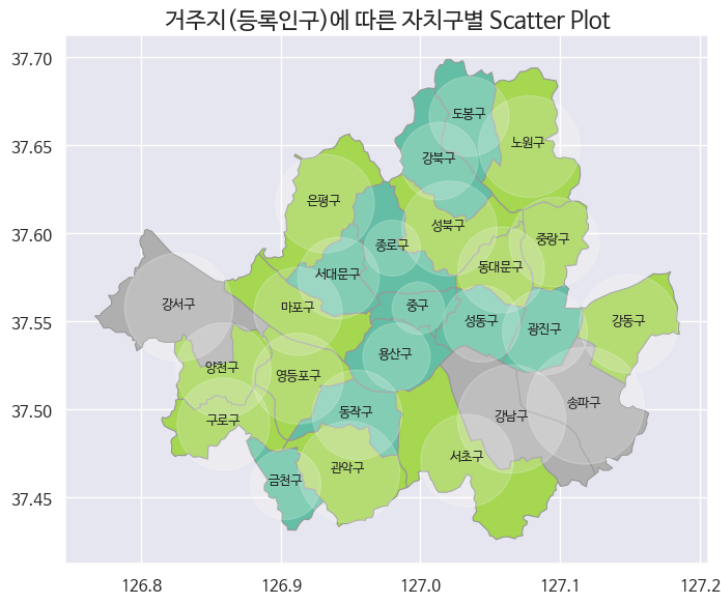 거주지(등록인구)에 따른 자치구별 Scatter Plot
37.70
37.65
37.60
37.55
37.50
37.45
도봉구
노원구
강북구
은평구
성북구
중랑구
종로구
동대문구
서대문구
강서구
마포구
중구
성동구
광진구
강동구
용산구
양천구
영등포구
송파구
구로구
동작구
강남구
서초구
관악구
금천구
126.8
126.9
127.0
127.1
127.2